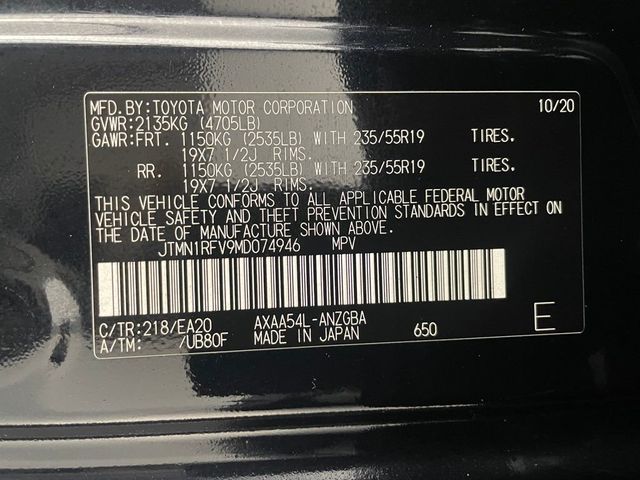 MFD.BY:TOYOTA MOTOR CORPORATION 10/20
GVWR:2135KG (4705LB)
GAWR:FRT. 1150KG (2535LB) WITH 235/55R19 TIRES.
19X7 1/2J RIMS.
RR. 1150KG (2535LB) WITH 235/55R19 TIRES.
19X7 1/2J RIMS.
THIS VEHICLE CONFORMS TO ALL APPLICABLE FEDERAL MOTOR
VEHICLE SAFETY AND THEFT PREVENTION STANDARDS IN EFFECT ON
THE DATE OF MANUFACTURE SHOWN ABOVE.
JTMN1RFV9MD074946 MPV
C/TR:218/EA20 AXAA54L-ANZGBA
A/TM: /UB80F MADE IN JAPAN 650 E